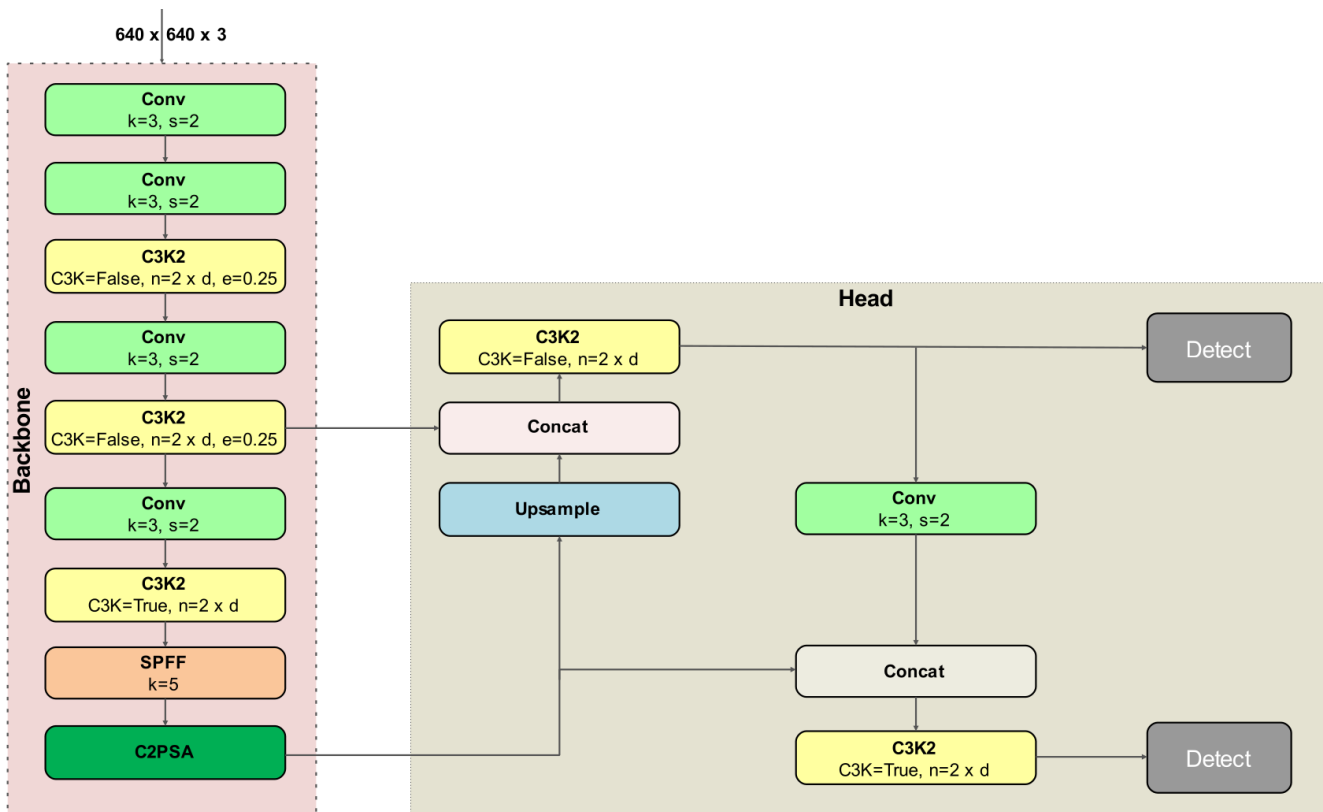 640 x 640 x 3
Backbone
Conv
k=3, s=2
Conv
k=3, s=2
C3K2
C3K=False, n=2 x d, e=0.25
Conv
k=3, s=2
C3K2
C3K=False, n=2 x d, e=0.25
Conv
k=3, s=2
C3K2
C3K=True, n=2 x d
SPFF
k=5
C2PSA
Head
C3K2
C3K=False, n=2 x d
Concat
Upsample
Detect
Conv
k=3, s=2
Concat
C3K2
C3K=True, n=2 x d
Detect